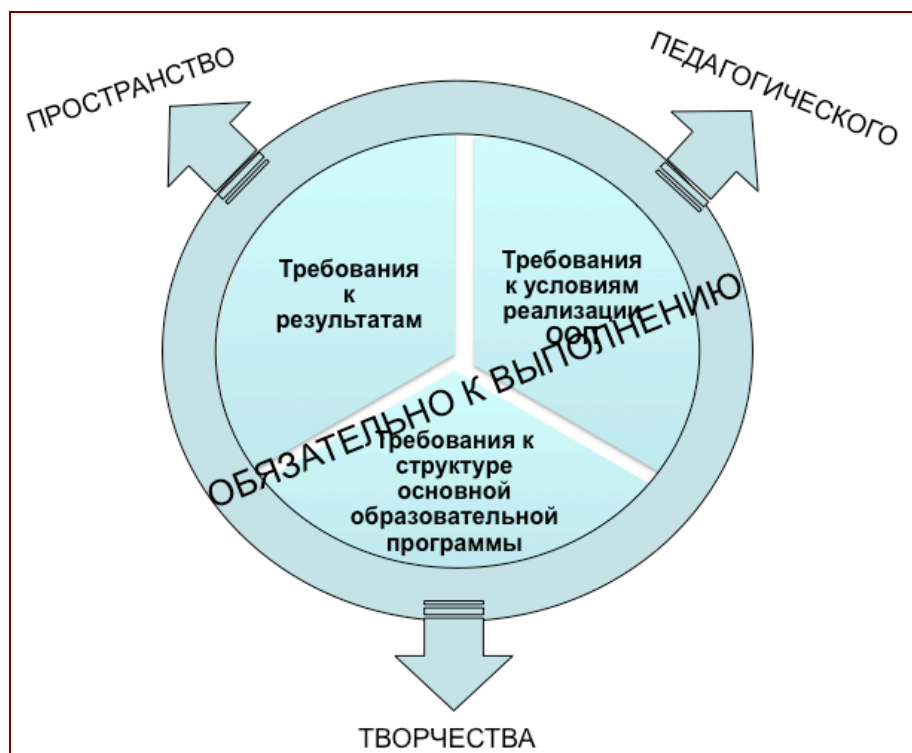 ПРОСТРАНСТВО
ПЕДАГОГИЧЕСКОГО
Требования
к
результатам
Требования
к условиям
реализации
ООП
ОБЯЗАТЕЛЬНО К ВЫПОЛНЕНИЮ
Требования к
структуре
основной
образовательной
программы
ТВОРЧЕСТВА